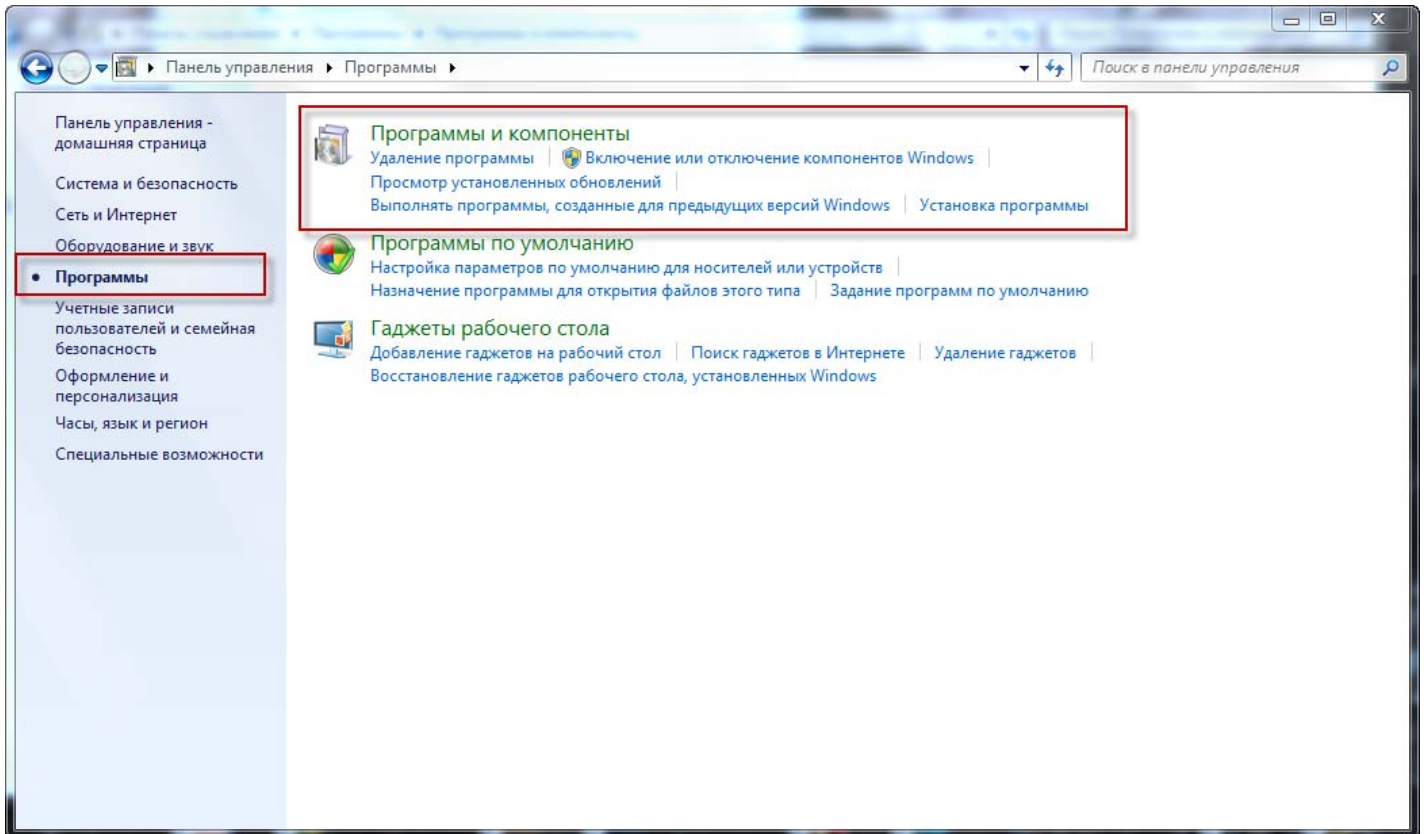 Панель управления ▸ Программы ▸
Поиск в панели управления
Панель управления -
домашняя страница
Система и безопасность
Сеть и Интернет
Оборудование и звук
Программы
Учетные записи
пользователей и семейная
безопасность
Оформление и
персонализация
Часы, язык и регион
Специальные возможности
Программы и компоненты
Удаление программы
Включение или отключение компонентов Windows
Просмотр установленных обновлений
Выполнять программы, созданные для предыдущих версий Windows
Установка программы
Программы по умолчанию
Настройка параметров по умолчанию для носителей или устройств
Назначение программы для открытия файлов этого типа
Задание программ по умолчанию
Гаджеты рабочего стола
Добавление гаджетов на рабочий стол
Поиск гаджетов в Интернете
Удаление гаджетов
Восстановление гаджетов рабочего стола, установленных Windows